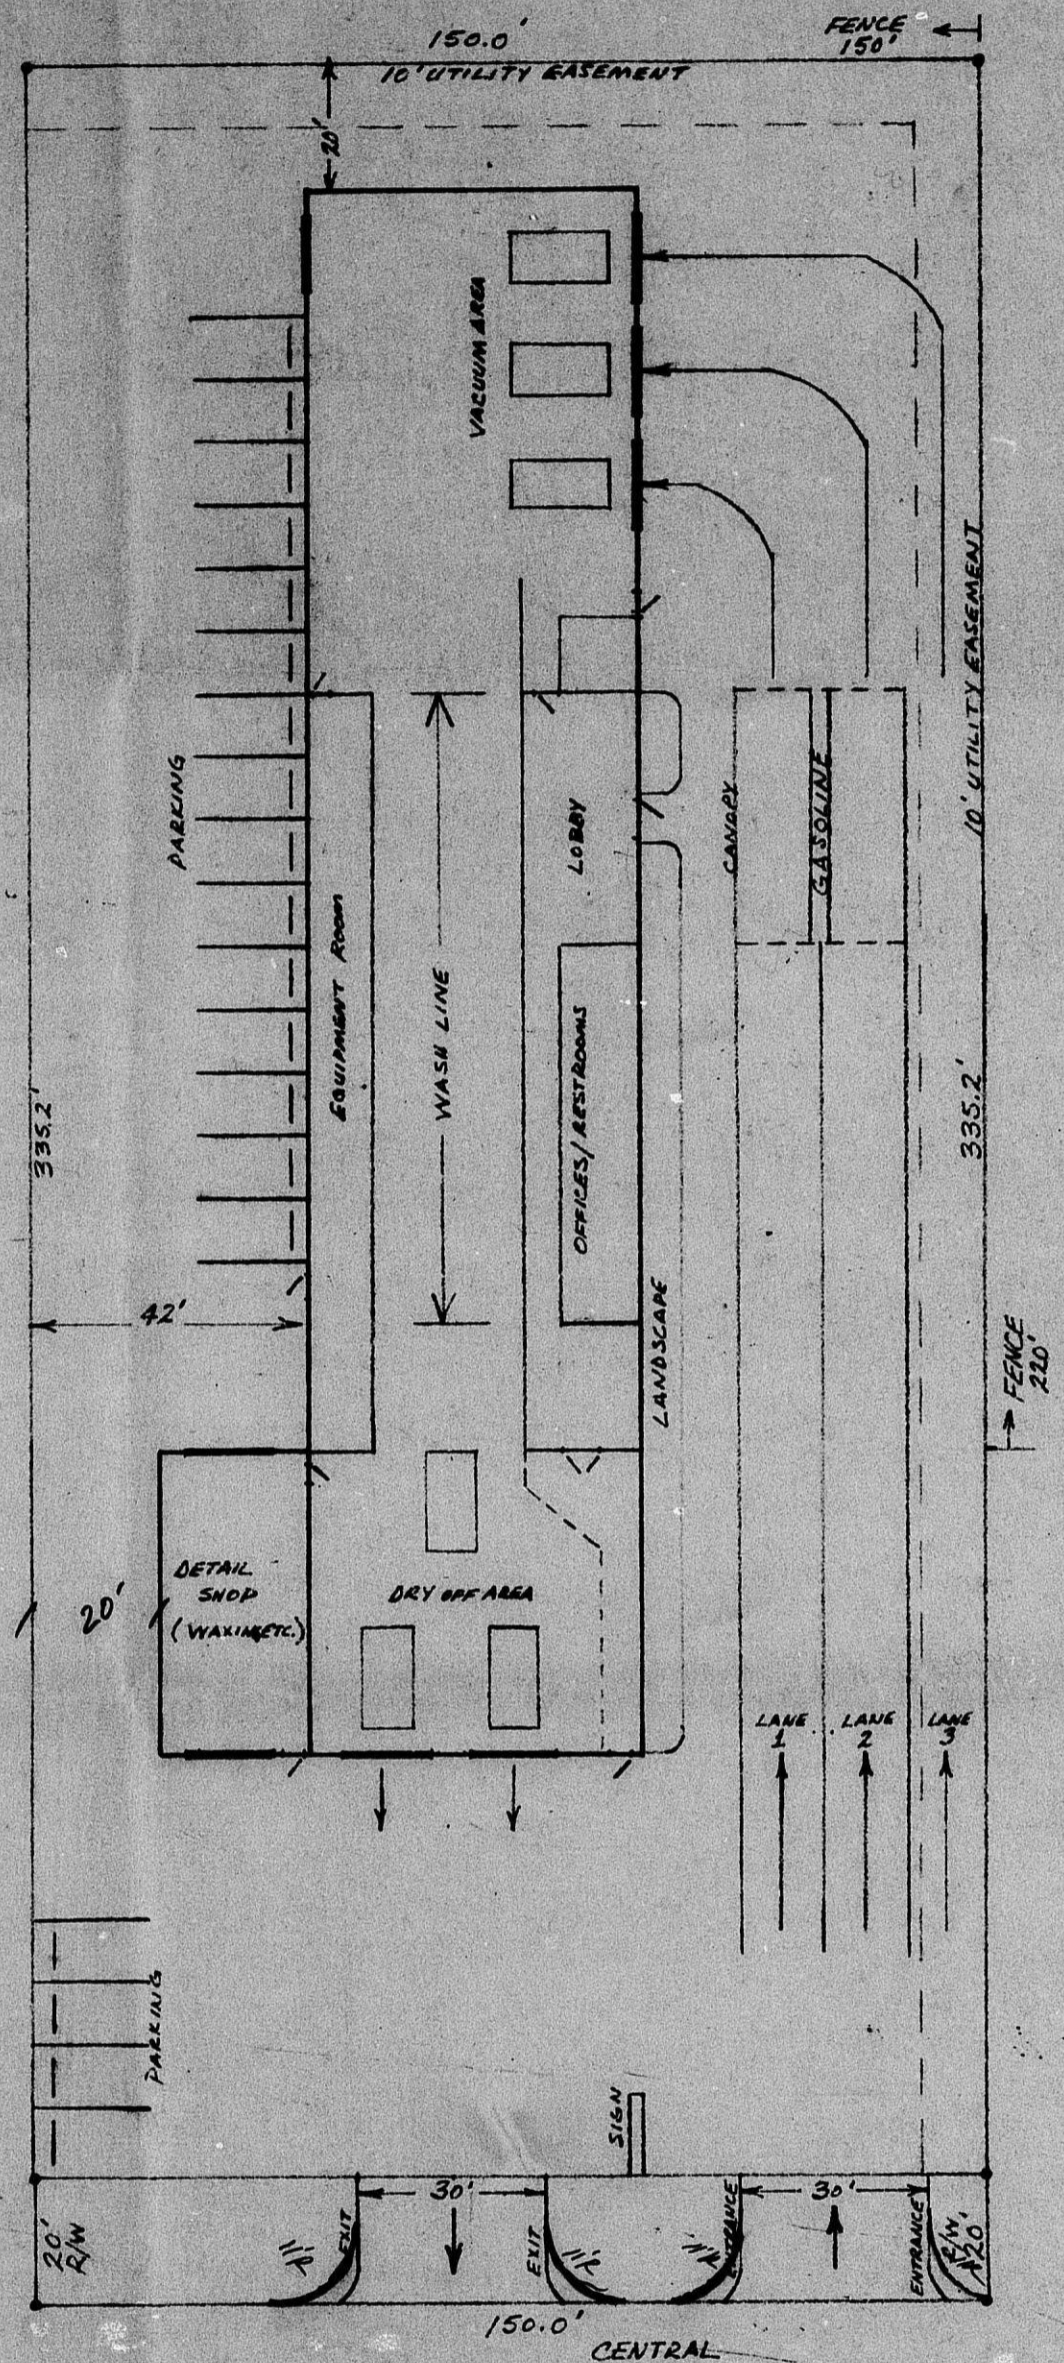 150.0'
FENCE
150'
10' UTILITY EASEMENT
20'
VACUUM AREA
10' UTILITY EASEMENT
PARKING
LOBBY
CANOPY
GASOLINE
EQUIPMENT ROOM
WASH LINE
OFFICES/RESTROOMS
335.2'
335.2'
42'
LANDSCAPE
FENCE
220'
DETAIL
SHOP
(WAXING ETC.)
20'
DRY OFF AREA
LANE
1
LANE
2
LANE
3
PARKING
SIGN
20'
R/W
EXIT
30'
EXIT
ENTRANCE
30'
ENTRANCE
R/W
20'
150.0'
CENTRAL